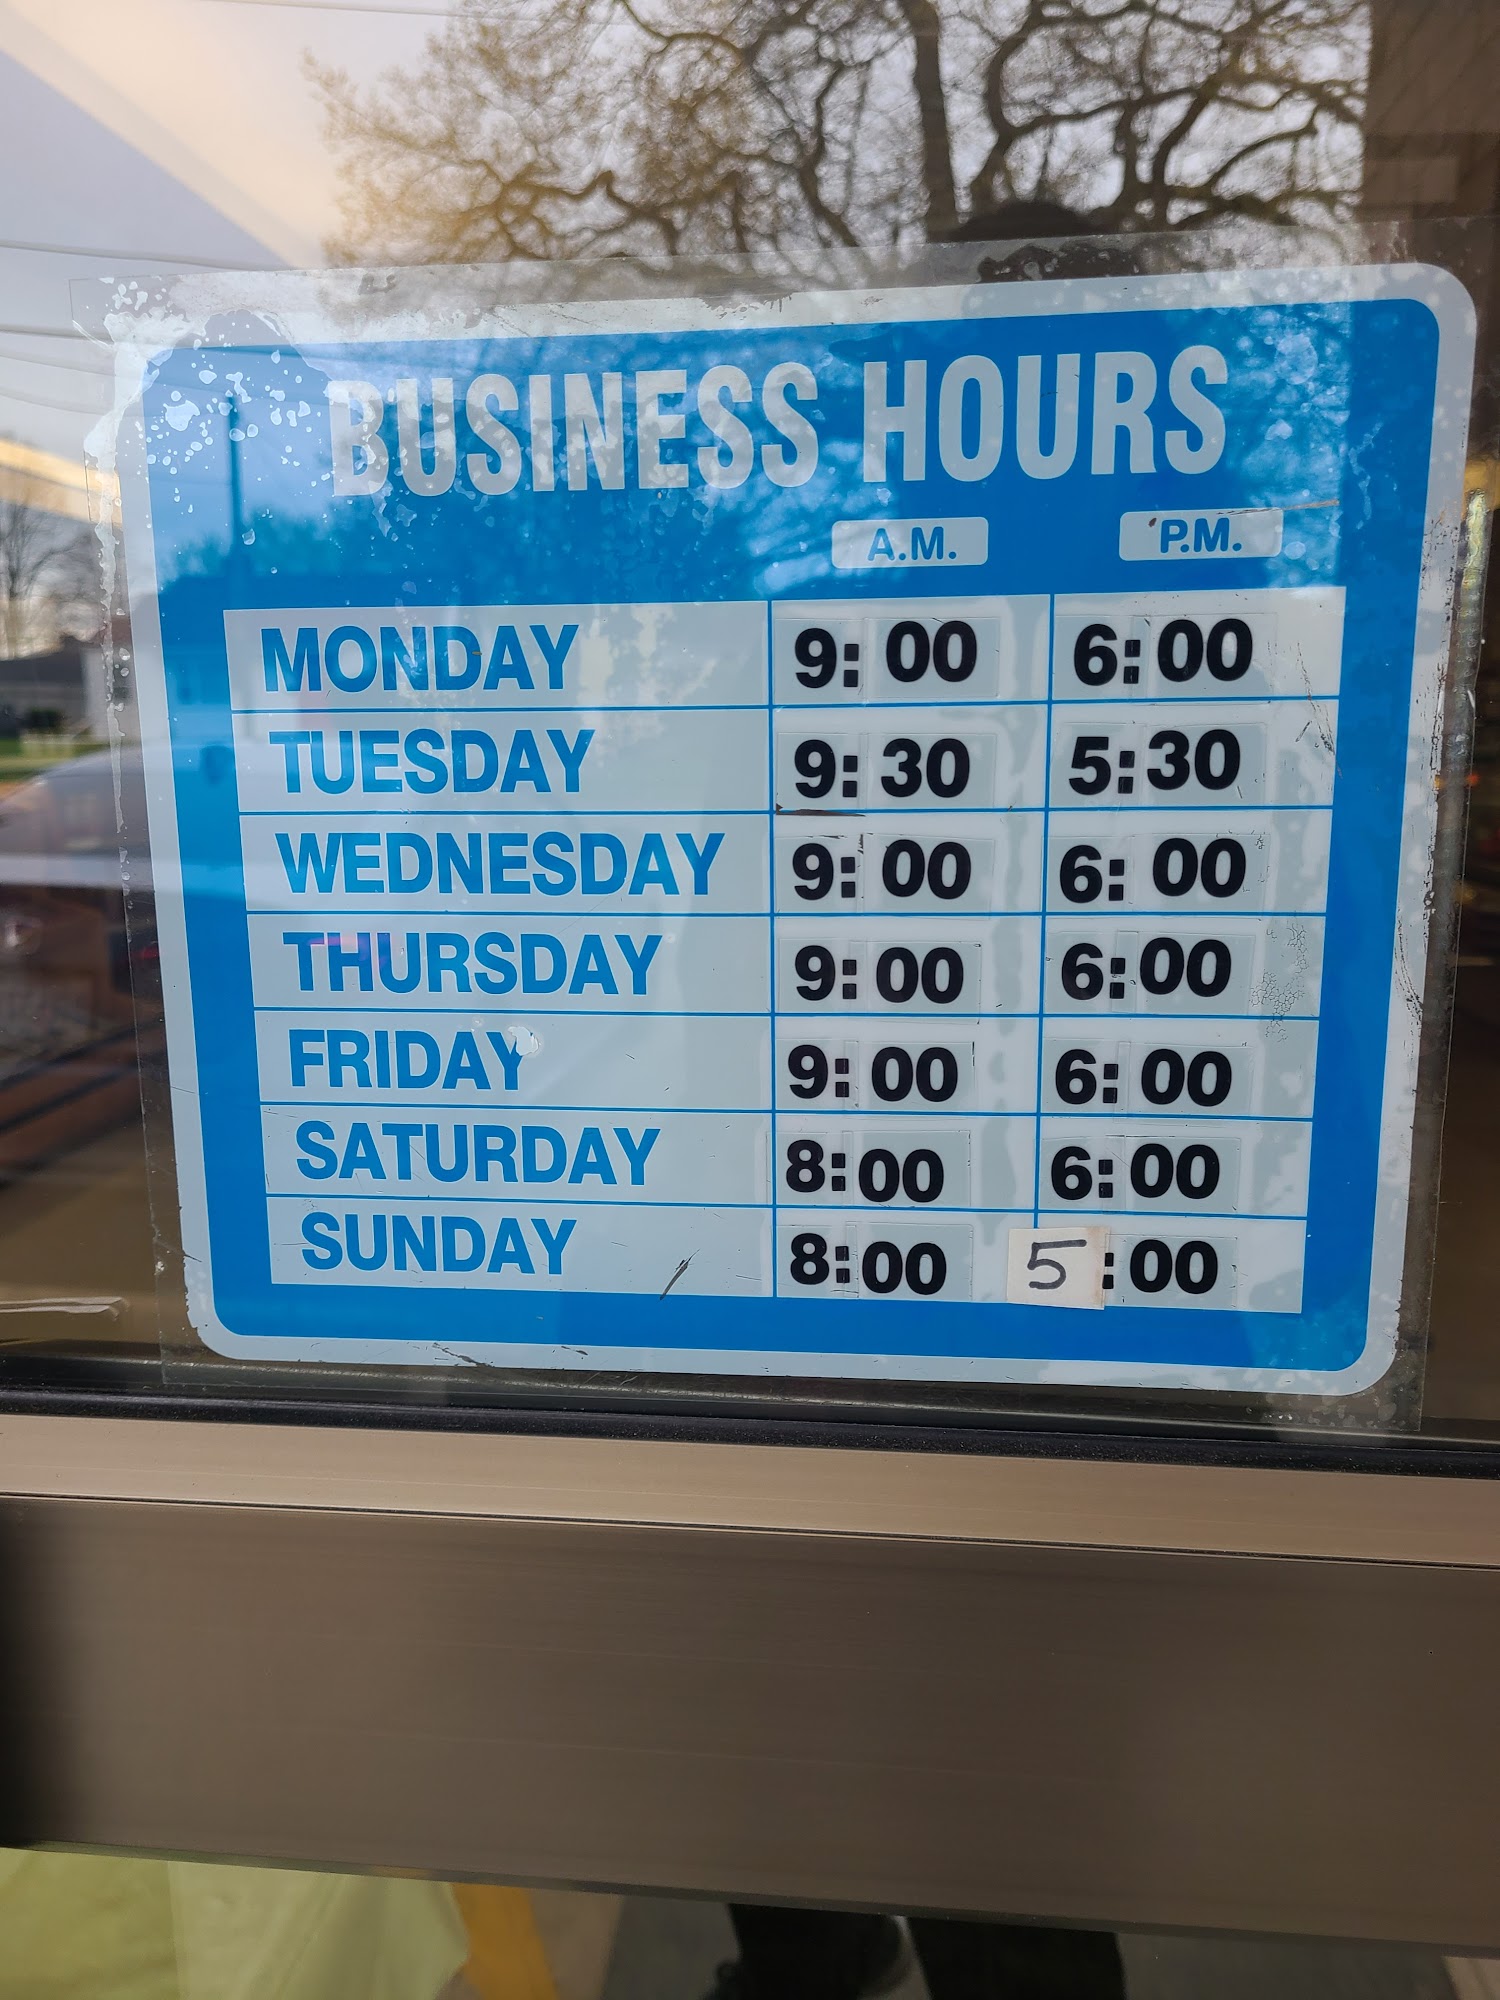 BUSINESS HOURS
A.M. P.M.
MONDAY 9:00 6:00
TUESDAY 9:30 5:30
WEDNESDAY 9:00 6:00
THURSDAY 9:00 6:00
FRIDAY 9:00 6:00
SATURDAY 8:00 6:00
SUNDAY 8:00 5:00